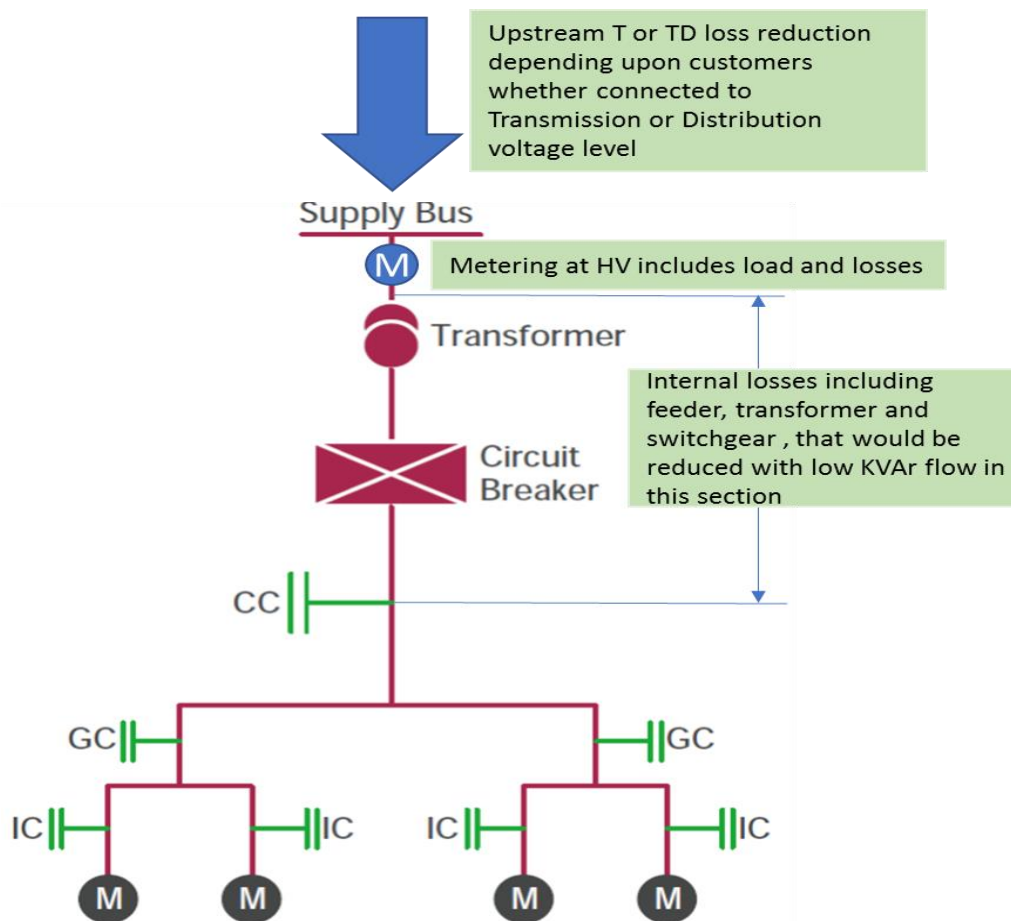 Upstream T or TD loss reduction
depending upon customers
whether connected to
Transmission or Distribution
voltage level
Supply Bus
M
Metering at HV includes load and losses
Transformer
Internal losses including
feeder, transformer and
switchgear , that would be
reduced with low KVAr flow in
this section
Circuit
Breaker
CC
GC
GC
IC
IC
IC
IC
M
M
M
M